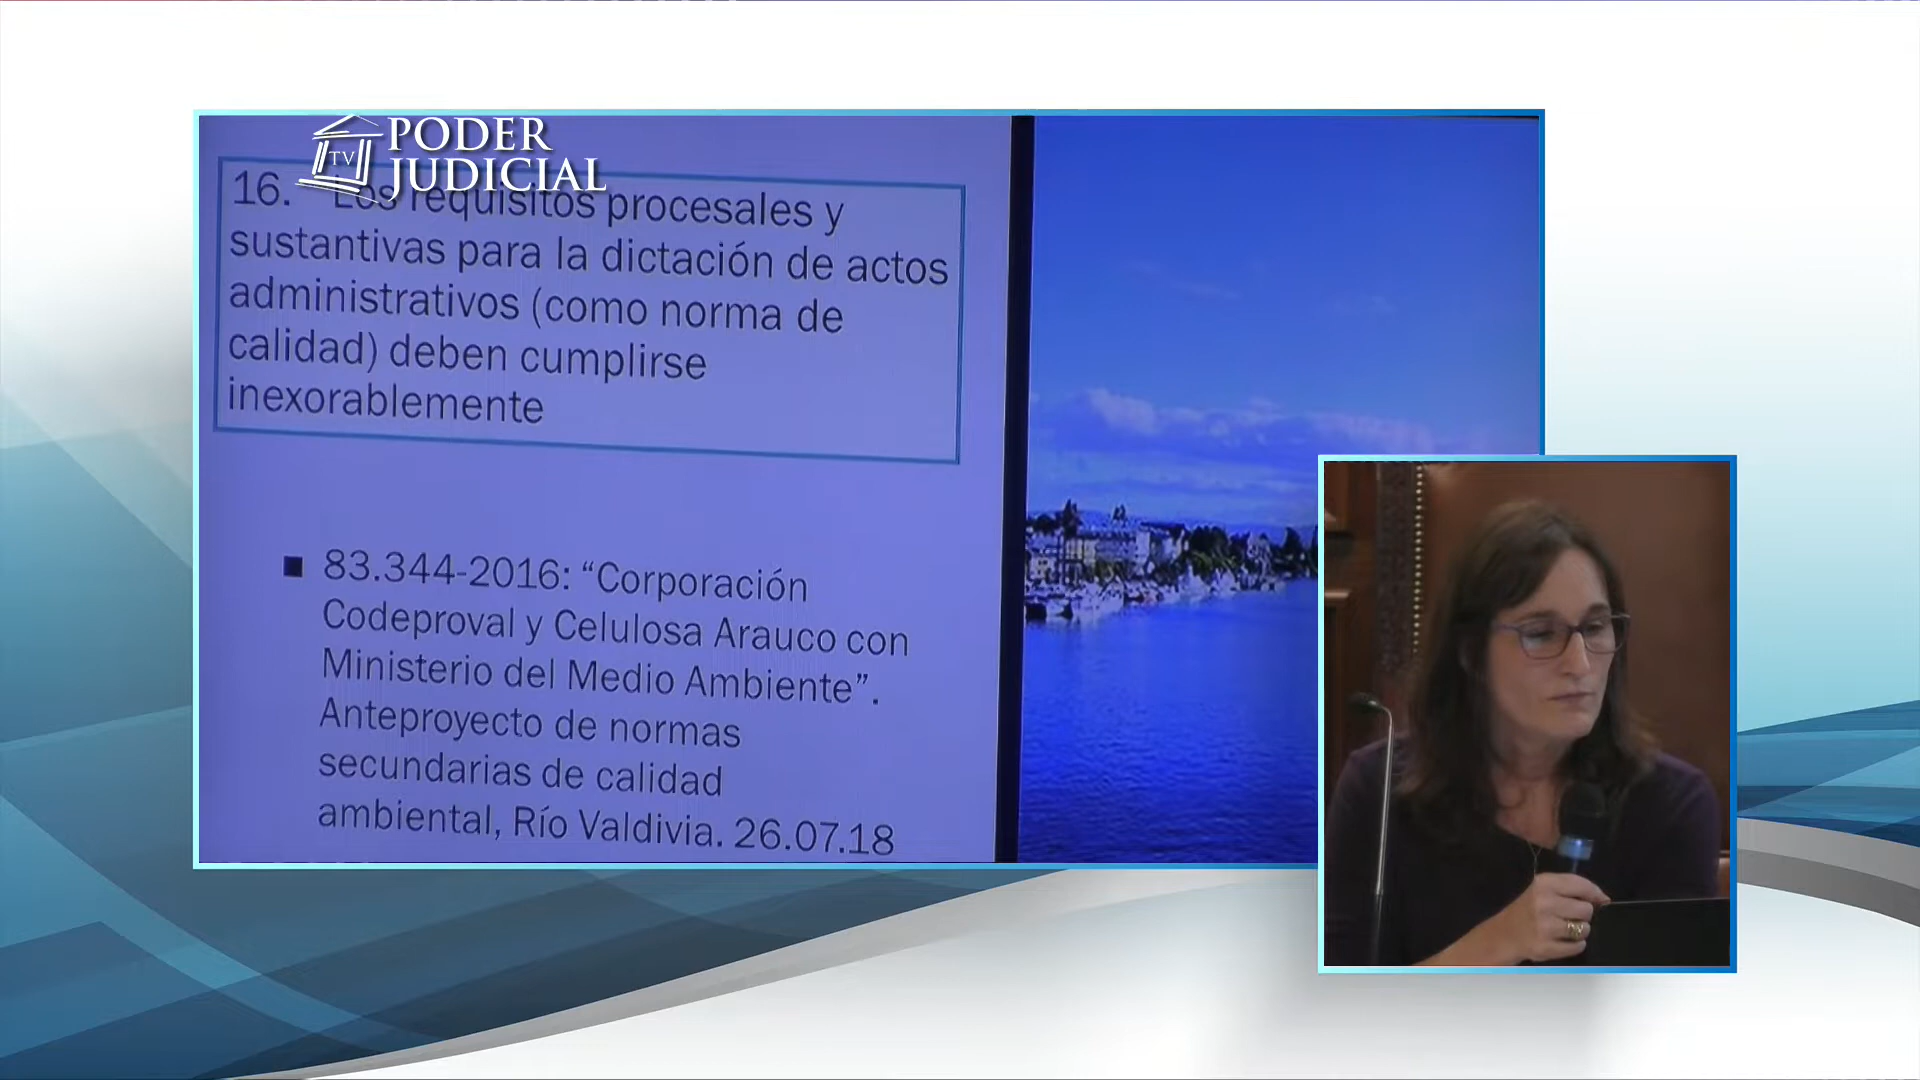 TV
PODER
JUDICIAL
16. Los requisitos procesales y
sustantivas para la dictación de actos
administrativos (como norma de
calidad) deben cumplirse
inexorablemente
■ 83.344-2016: “Corporación
Codeproval y Celulosa Arauco con
Ministerio del Medio Ambiente”.
Anteproyecto de normas
secundarias de calidad
ambiental, Río Valdivia. 26.07.18